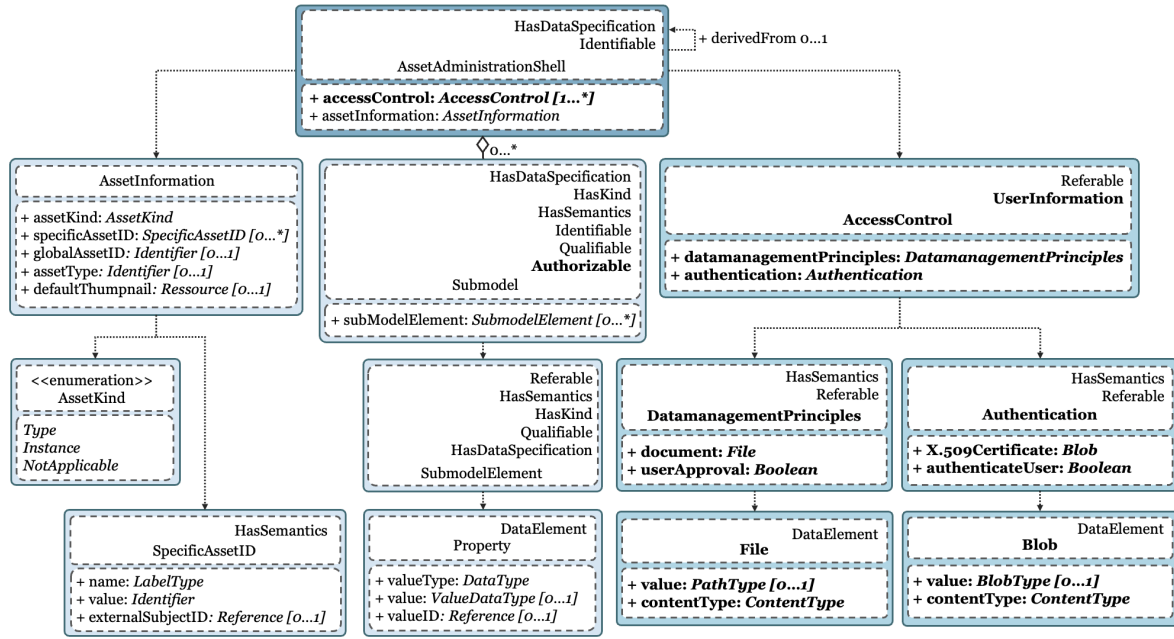 HasDataSpecification
Identifiable
AssetAdministrationShell
+ derivedFrom 0...1
+ accessControl: AccessControl [1...*]
+ assetInformation: AssetInformation
0...*
AssetInformation
+ assetKind: AssetKind
+ specificAssetID: SpecificAssetID [0...*]
+ globalAssetID: Identifier [0...1]
+ assetType: Identifier [0...1]
+ defaultThumpnail: Ressource [0...1]
HasDataSpecification
HasKind
HasSemantics
Identifiable
Qualifiable
Authorizable
Submodel
+ subModelElement: SubmodelElement [0...*]
Referable
UserInformation
AccessControl
+ datamanagementPrinciples: DatamanagementPrinciples
+ authentication: Authentication
<<enumeration>>
AssetKind
Type
Instance
NotApplicable
Referable
HasSemantics
HasKind
Qualifiable
HasDataSpecification
SubmodelElement
HasSemantics
Referable
DatamanagementPrinciples
+ document: File
+ userApproval: Boolean
HasSemantics
Referable
Authentication
+ X.509Certificate: Blob
+ authenticateUser: Boolean
HasSemantics
SpecificAssetID
+ name: LabelType
+ value: Identifier
+ externalSubjectID: Reference [0...1]
DataElement
Property
+ valueType: DataType
+ value: ValueDataType [0...1]
+ valueID: Reference [0...1]
DataElement
File
+ value: PathType [0...1]
+ contentType: ContentType
DataElement
Blob
+ value: BlobType [0...1]
+ contentType: ContentType